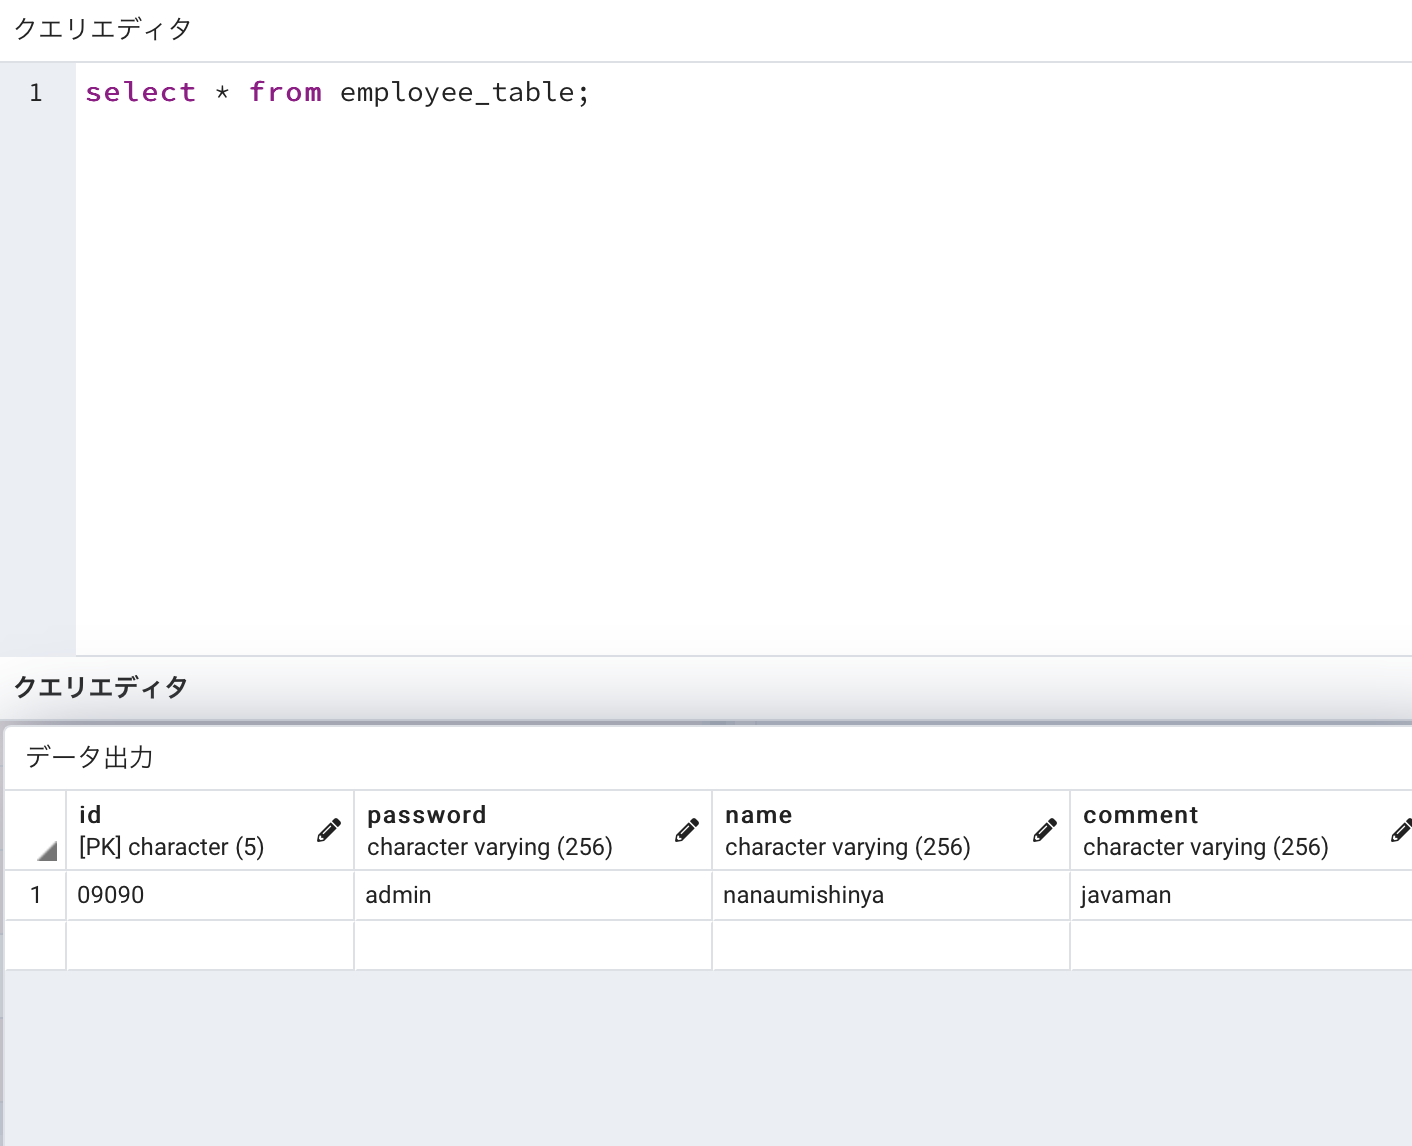 クエリエディタ
1 select * from employee_table;
クエリエディタ
データ出力
id password name comment
[PK] character (5) character varying (256) character varying (256) character varying (256)
1 09090 admin nanaumishinya javaman